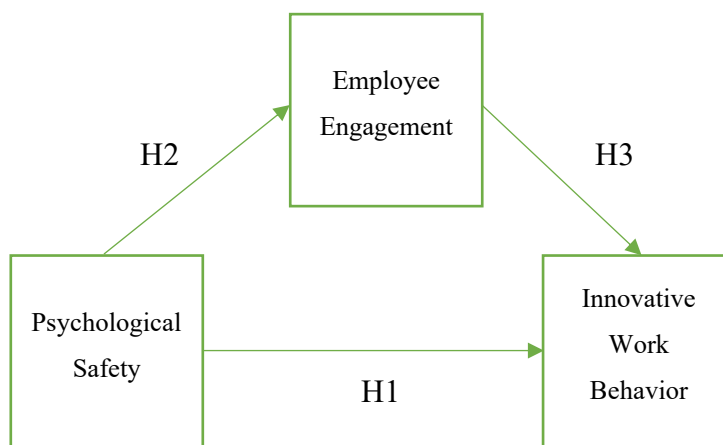 Employee
Engagement
H2
H3
Psychological
Safety
Innovative
Work
Behavior
H1